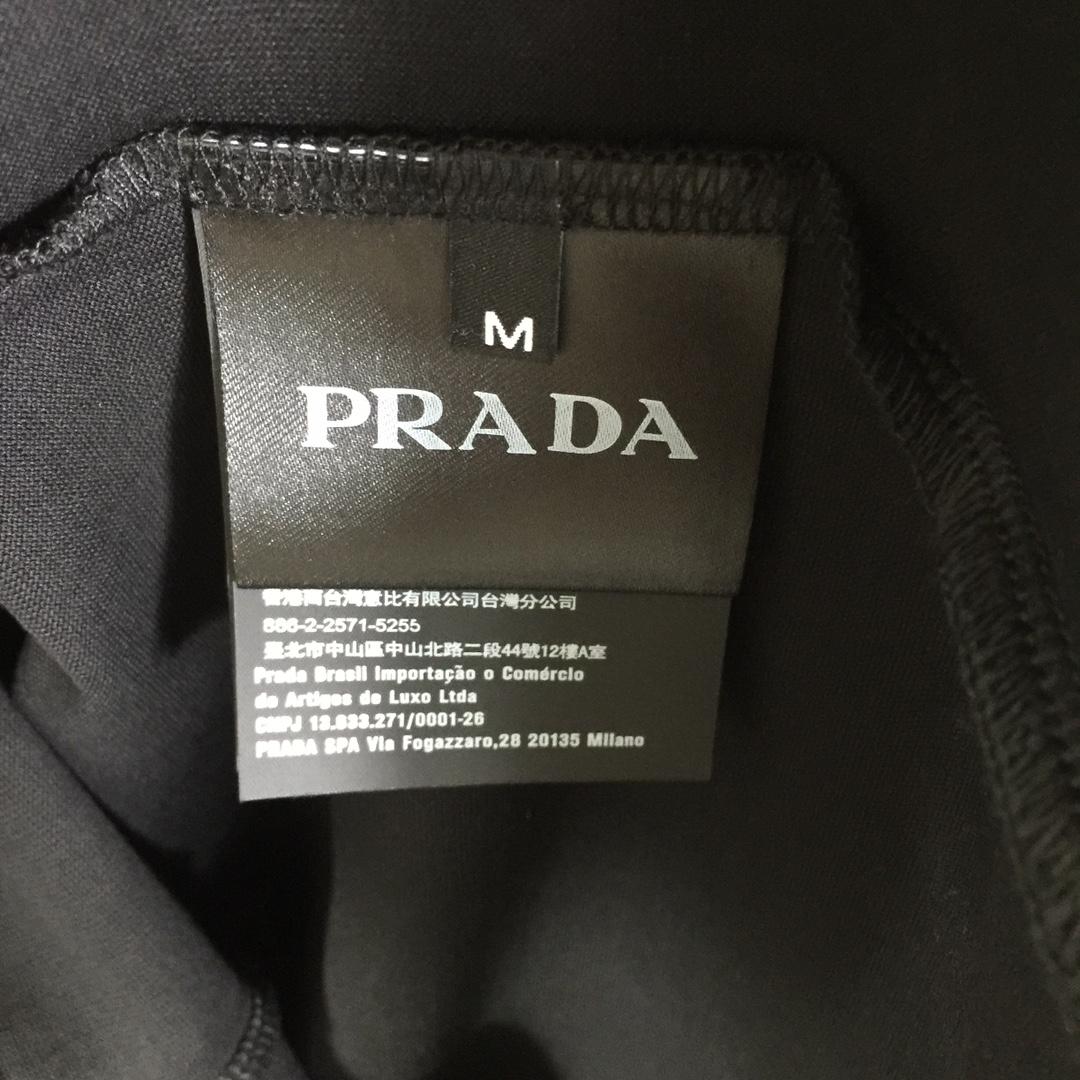 M
PRADA
香港商台灣意比有限公司台灣分公司
886-2-2571-5255
臺北市中山區中山北路二段44號12樓A室
Prada Brasil Importação o Comércio
de Artigos de Luxo Ltda
CNPJ 13.633.271/0001-26
PRADA SPA Via Fogazzaro,28 20135 Milano